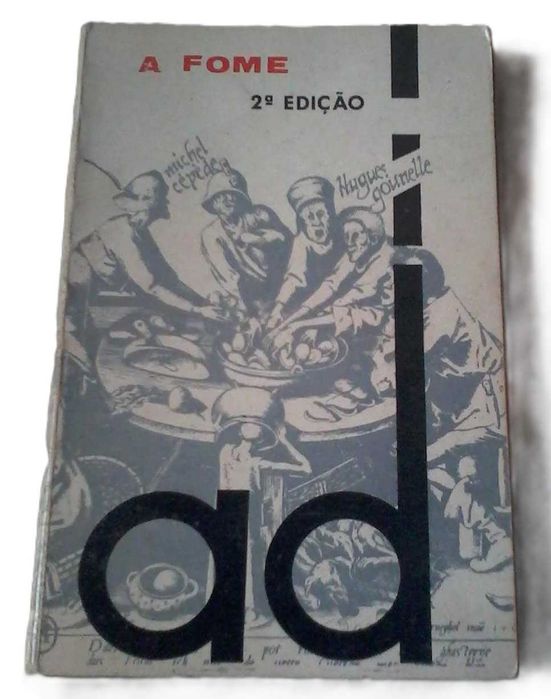 A FOME
2ª EDIÇÃO
michel
cépède
Hugues
gounelle
ad
por